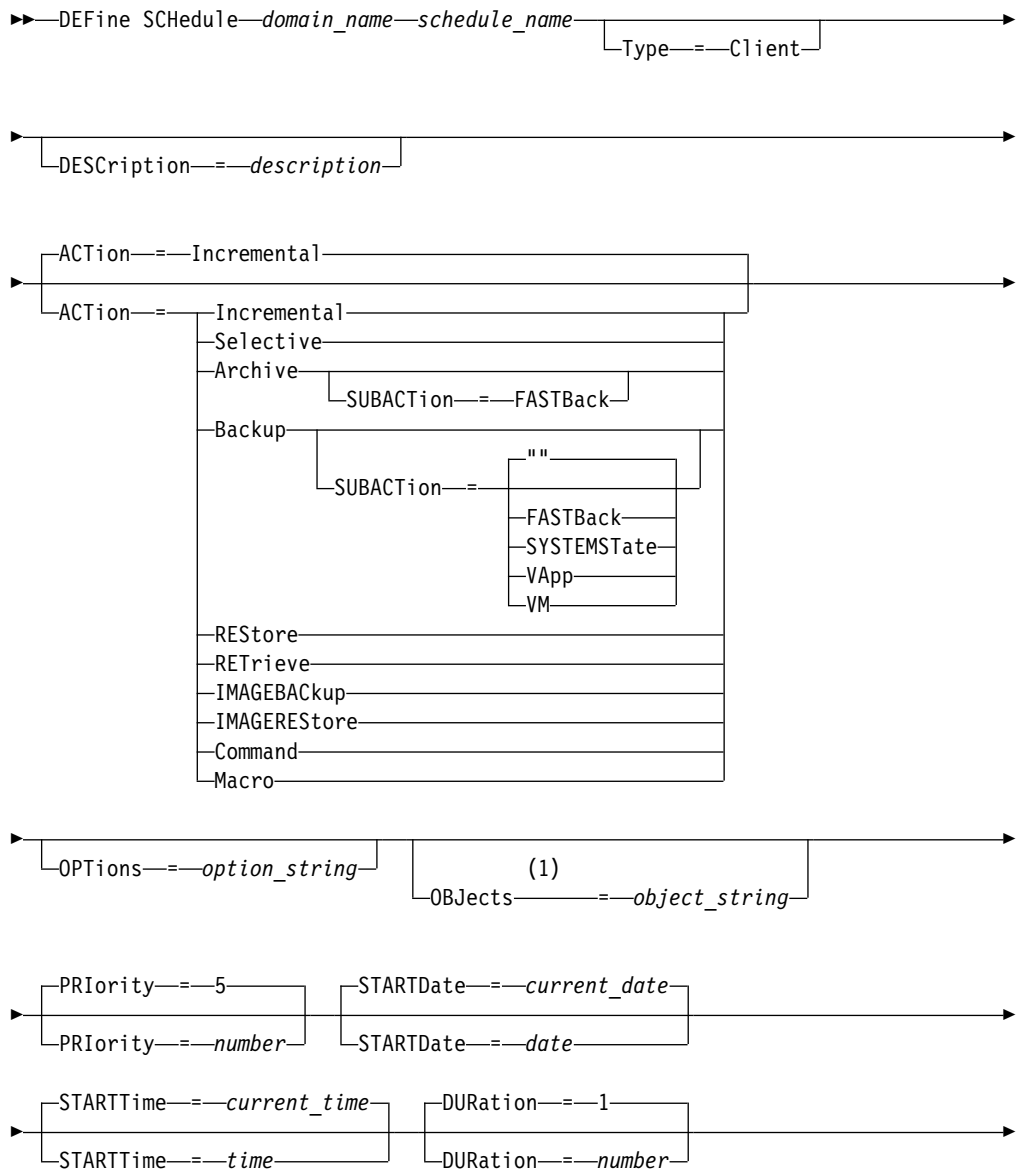 DEFine SCHedule domain_name schedule_name
Type = Client
DESCription = description
ACTion = Incremental
ACTion = Incremental
Selective
Archive
SUBACTion = FASTBack
Backup
""
SUBACTion =
FASTBack
SYSTEMSTate
VApp
VM
REStore
RETrieve
IMAGEBACkup
IMAGEREStore
Command
Macro
OPTions = option_string
(1)
OBJects = object_string
PRIority = 5 STARTDate = current_date
PRIority = number STARTDate = date
STARTTime = current_time DURation = 1
STARTTime = time DURation = number